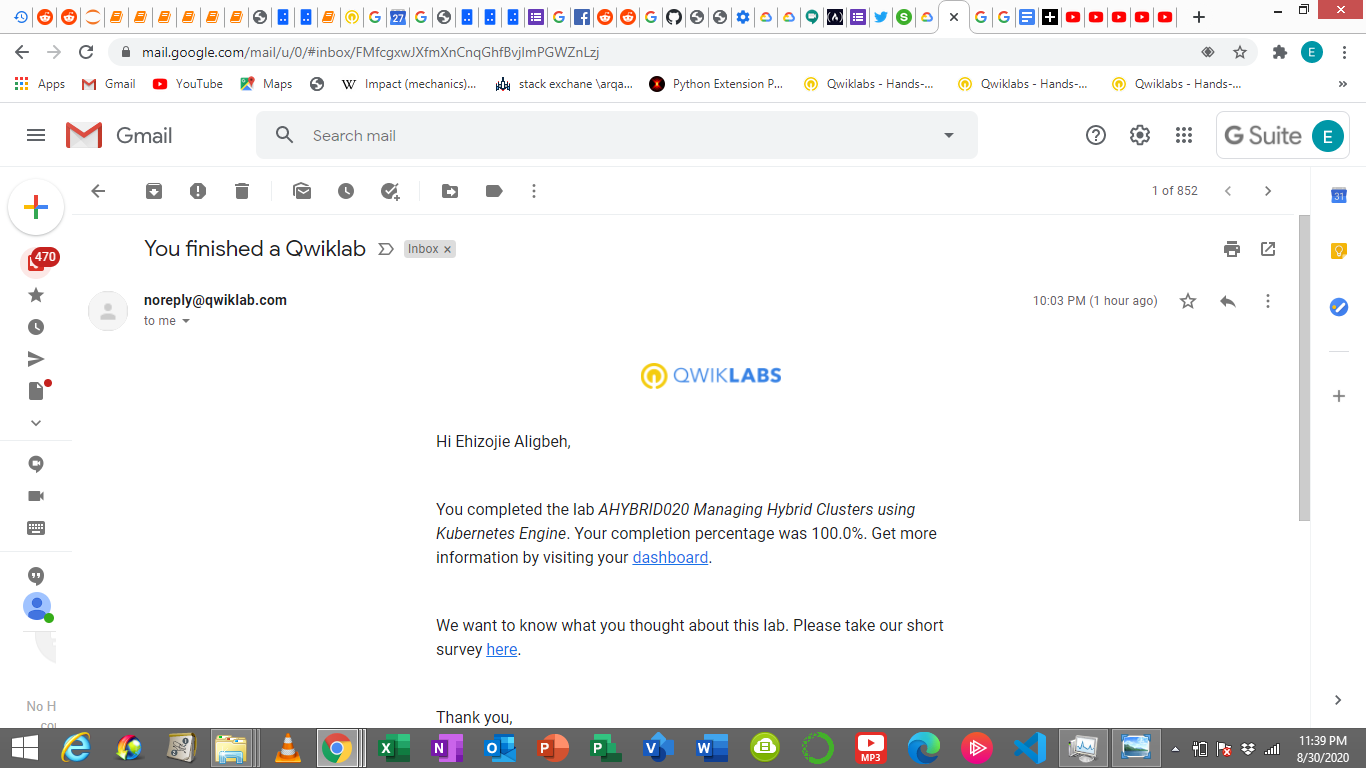 mail.google.com/mail/u/0/#inbox/FMfcgxwJXfmXnCnqGhfBvjlmPGWZnLzj
E
Apps
Gmail
YouTube
Maps
Impact (mechanics)...
stack exchane \arqa...
Python Extension P...
Qwiklabs - Hands-...
Qwiklabs - Hands-...
Qwiklabs - Hands-...
»
Gmail
Search mail
G Suite
E
1 of 852
31
470
You finished a Qwiklab
Inbox x
noreply@qwiklab.com
10:03 PM (1 hour ago)
to me
QWIKLABS
Hi Ehizojie Aligbeh,
You completed the lab AHYBRID020 Managing Hybrid Clusters using
Kubernetes Engine. Your completion percentage was 100.0%. Get more
information by visiting your dashboard.
We want to know what you thought about this lab. Please take our short
survey here.
No H
Thank you,
MP3
11:39 PM
8/30/2020